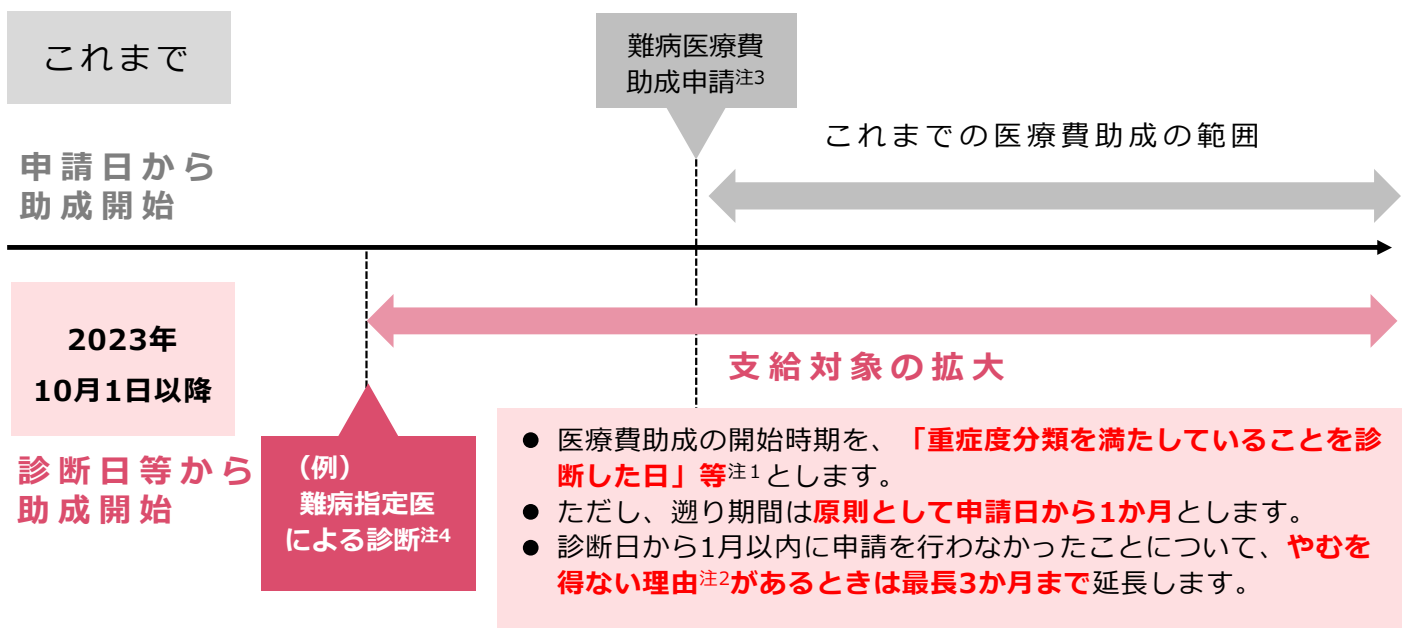 これまで
難病医療費
助成申請注3
これまでの医療費助成の範囲
申請日から
助成開始
2023年
10月1日以降
支給対象の拡大
診断日等から
助成開始
（例）
難病指定医
による診断注4
● 医療費助成の開始時期を、「重症度分類を満たしていることを診
断した日」等注1とします。
● ただし、遡り期間は原則として申請日から1か月とします。
● 診断日から1月以内に申請を行わなかったことについて、やむを
得ない理由注2があるときは最長3か月まで延長します。